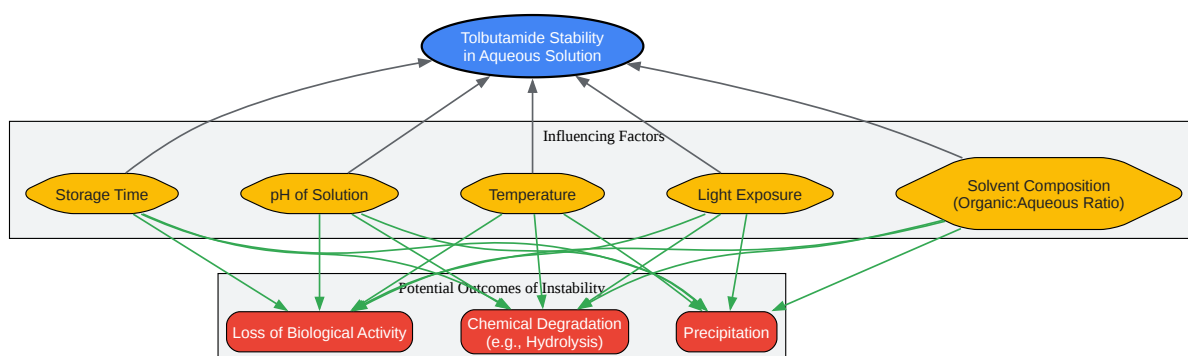 Tolbutamide Stability
in Aqueous Solution
Influencing Factors
Storage Time
pH of Solution
Temperature
Light Exposure
Solvent Composition
(Organic:Aqueous Ratio)
Potential Outcomes of Instability
Loss of Biological Activity
Chemical Degradation
(e.g., Hydrolysis)
Precipitation